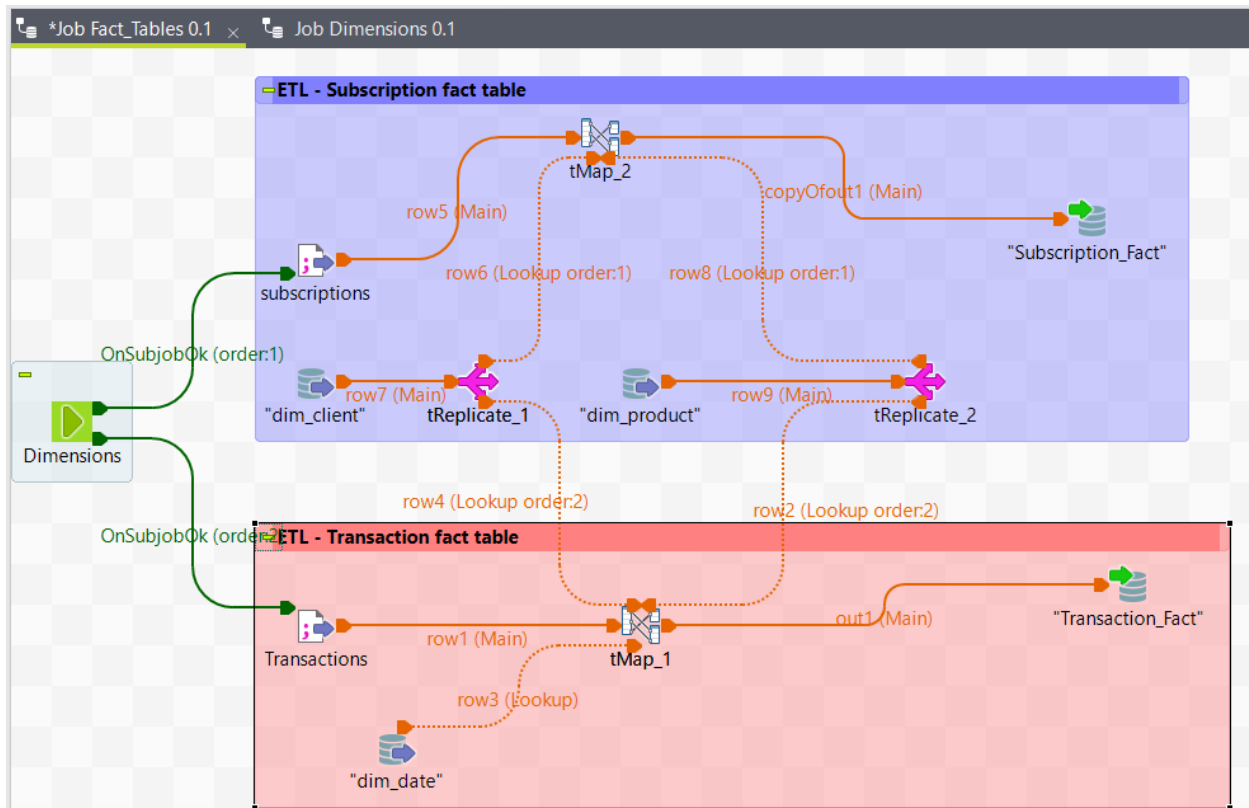 *Job Fact_Tables 0.1
Job Dimensions 0.1
ETL - Subscription fact table
tMap_2
copyOfout1 (Main)
row5 (Main)
"Subscription_Fact"
row6 (Lookup order:1)
row8 (Lookup order:1)
subscriptions
OnSubjobOk (order:1)
row7 (Main)
row9 (Main)
"dim_client"
tReplicate_1
"dim_product"
tReplicate_2
Dimensions
row4 (Lookup order:2)
row2 (Lookup order:2)
OnSubjobOk (order:2)
ETL - Transaction fact table
out1 (Main)
"Transaction_Fact"
row1 (Main)
Transactions
tMap_1
row3 (Lookup)
"dim_date"